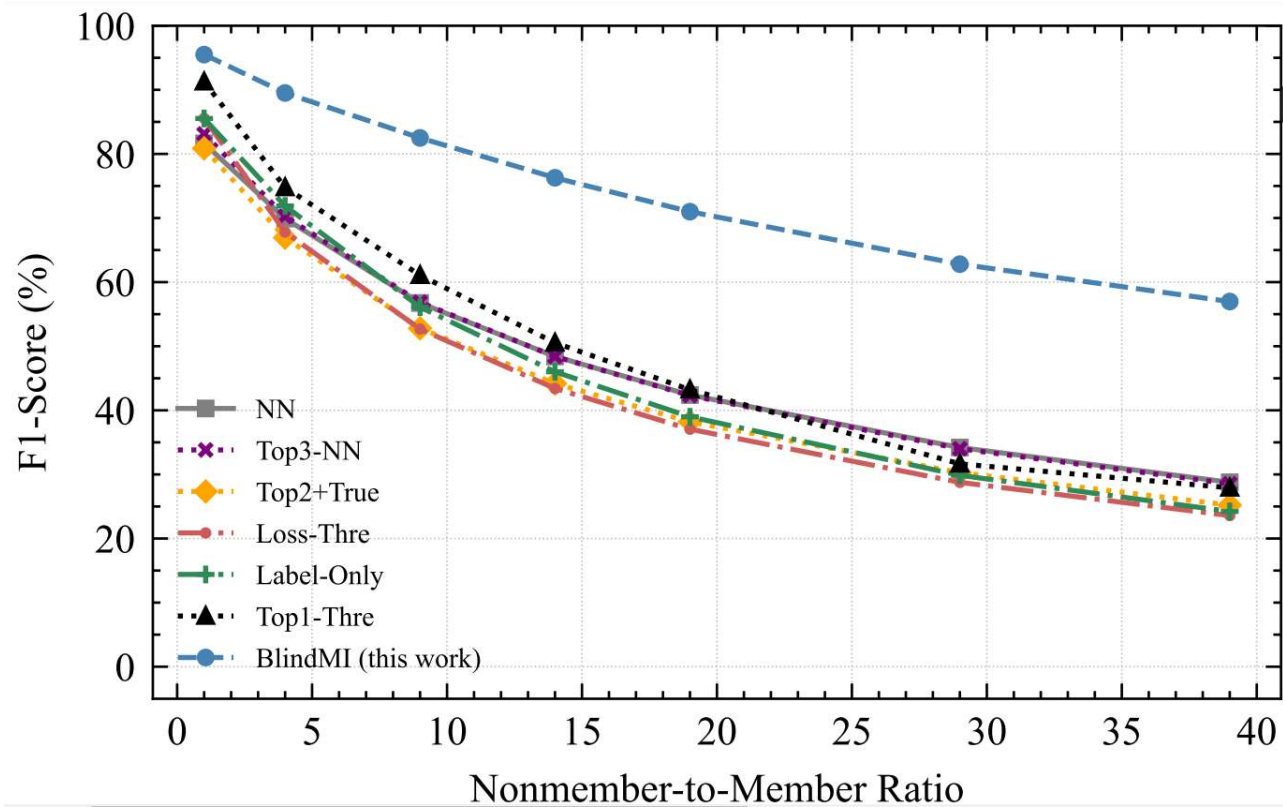 100
80
60
40
20
0
F1-Score (%)
NN
Top3-NN
Top2+True
Loss-Thre
Label-Only
Top1-Thre
BlindMI (this work)
0 5 10 15 20 25 30 35 40
Nonmember-to-Member Ratio